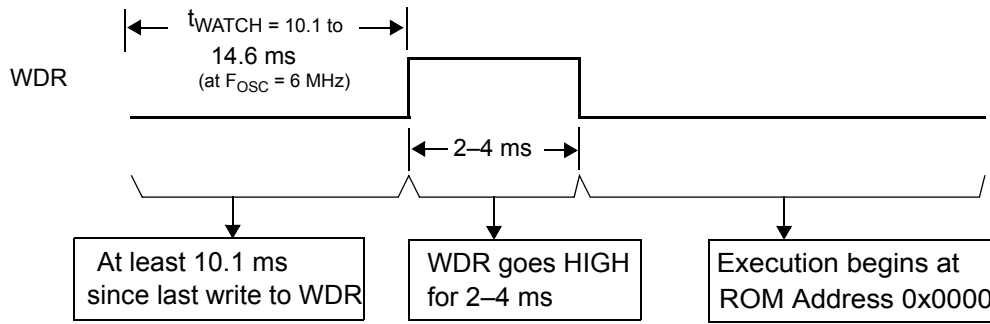 tWATCH = 10.1 to
14.6 ms
(at FOSC = 6 MHz)
WDR
2–4 ms
At least 10.1 ms
since last write to WDR
WDR goes HIGH
for 2–4 ms
Execution begins at
ROM Address 0x0000